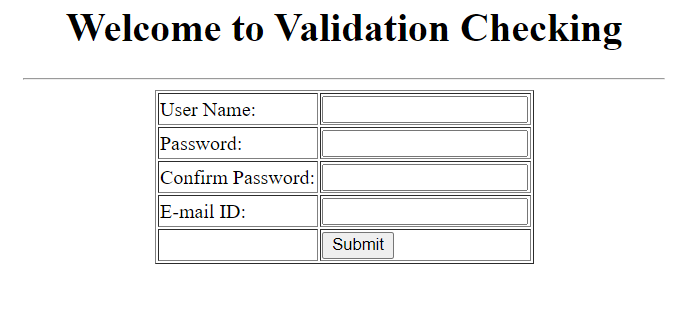 Welcome to Validation Checking
User Name:
Password:
Confirm Password:
E-mail ID:
Submit